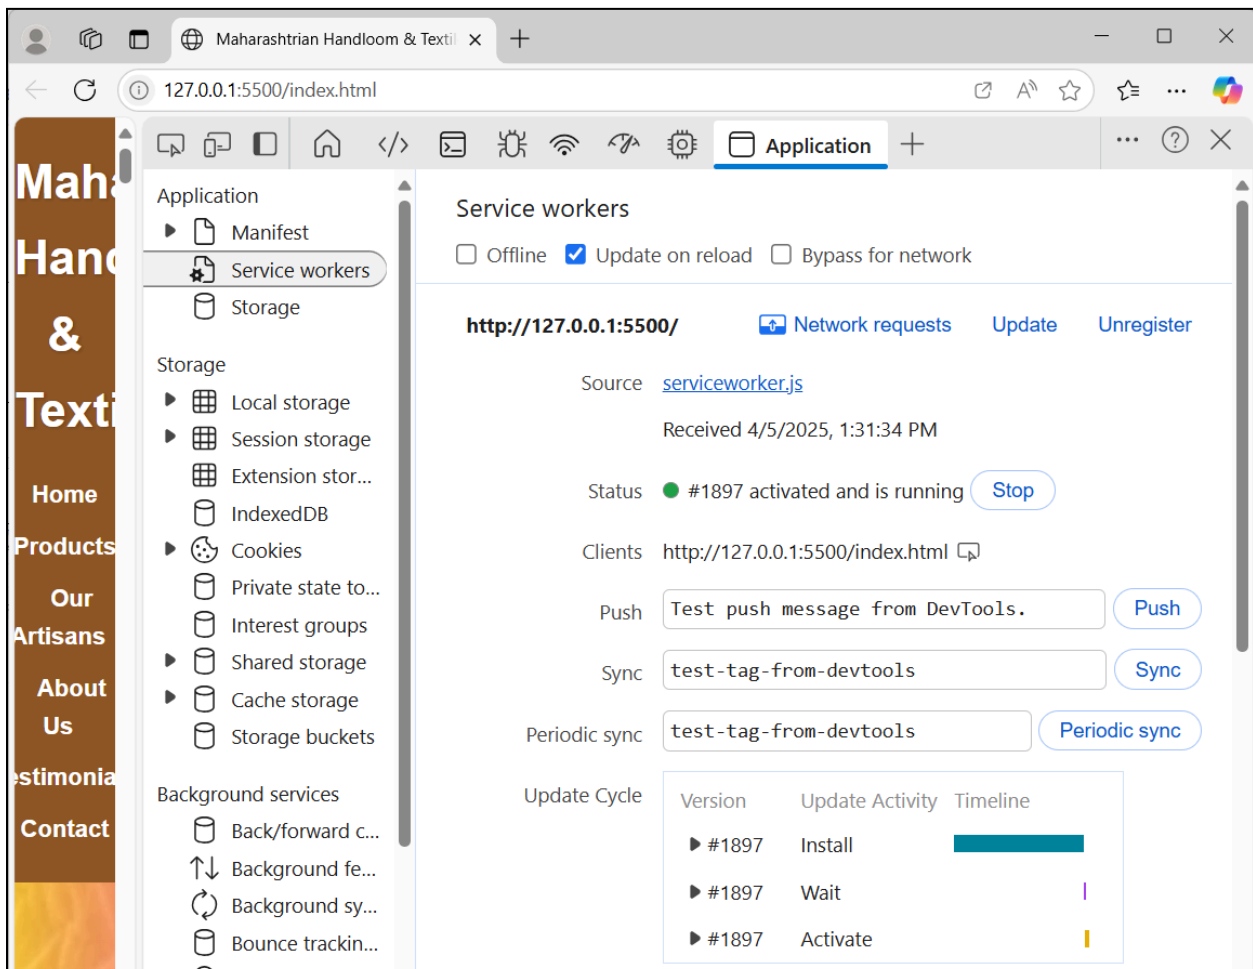 Maharashtrian Handloom & Textil
127.0.0.1:5500/index.html
Application
Maha
Hand
&
Texti
Home
Products
Our
Artisans
About
Us
estimonia
Contact
Application
Manifest
Service workers
Storage
Storage
Local storage
Session storage
Extension stor...
IndexedDB
Cookies
Private state to...
Interest groups
Shared storage
Cache storage
Storage buckets
Background services
Back/forward c...
Background fe...
Background sy...
Bounce trackin...
Service workers
Offline Update on reload Bypass for network
http://127.0.0.1:5500/ Network requests Update Unregister
Source serviceworker.js
Received 4/5/2025, 1:31:34 PM
Status #1897 activated and is running Stop
Clients http://127.0.0.1:5500/index.html
Push Test push message from DevTools. Push
Sync test-tag-from-devtools Sync
Periodic sync test-tag-from-devtools Periodic sync
Update Cycle Version Update Activity Timeline
#1897 Install
#1897 Wait
#1897 Activate